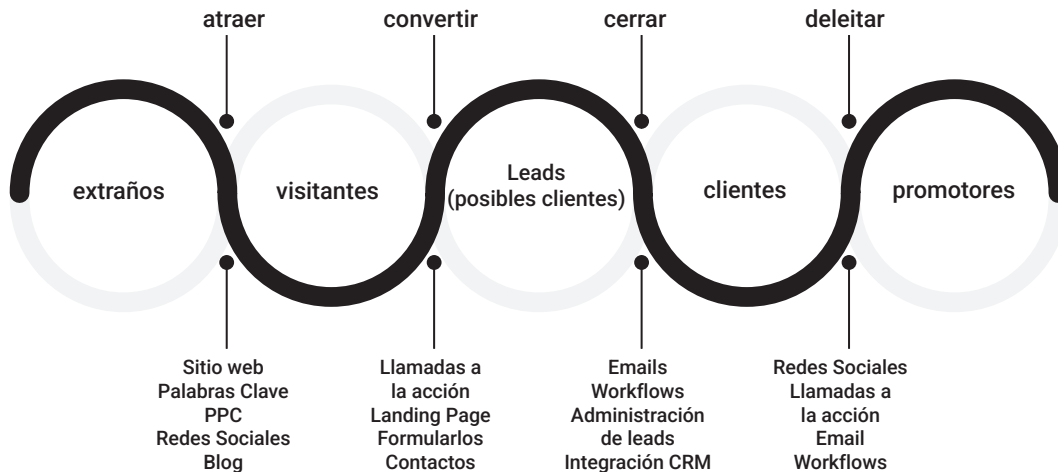 atraer
convertir
cerrar
deleitar
extraños
visitantes
Leads
(posibles clientes)
clientes
promotores
Sitio web
Palabras Clave
PPC
Redes Sociales
Blog
Llamadas a
la acción
Landing Page
Formularlos
Contactos
Emails
Workflows
Administración
de leads
Integración CRM
Redes Sociales
Llamadas a
la acción
Email
Workflows